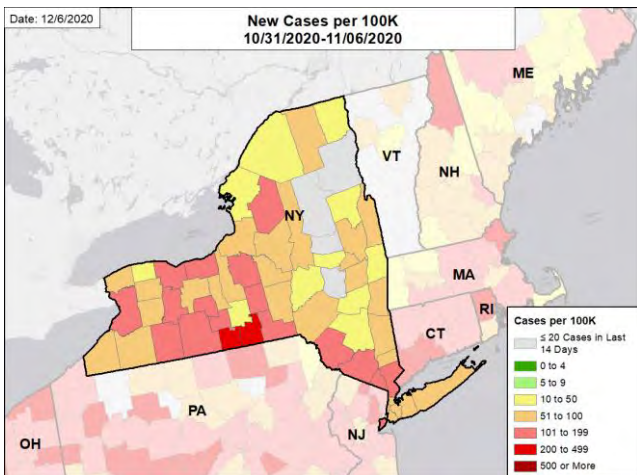 Date: 12/6/2020
New Cases per 100K
10/31/2020-11/06/2020
ME
VT
NH
NY
MA
CT
RI
PA
OH
NJ
Cases per 100K
≤ 20 Cases in Last
14 Days
0 to 4
5 to 9
10 to 50
51 to 100
101 to 199
200 to 499
500 or More